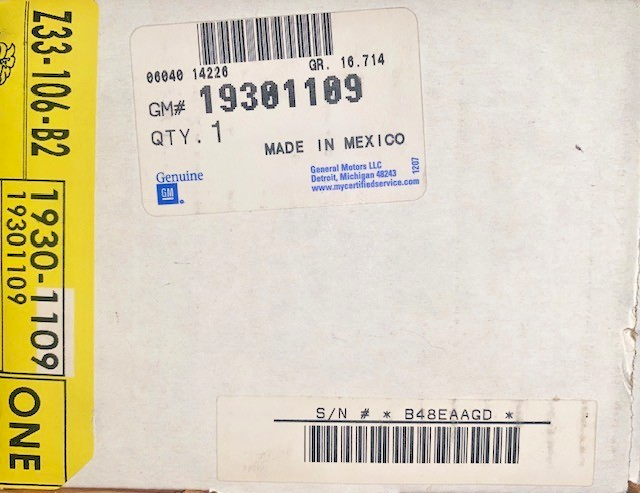 Z33-106-B2
1930-1109
19301109
ONE
06040 14226 GR. 16.714
GM# 19301109
QTY. 1
MADE IN MEXICO
Genuine
GM
General Motors LLC
Detroit, Michigan 48243
www.mycertifiedservice.com
1207
S/N # * B48EAAGD *